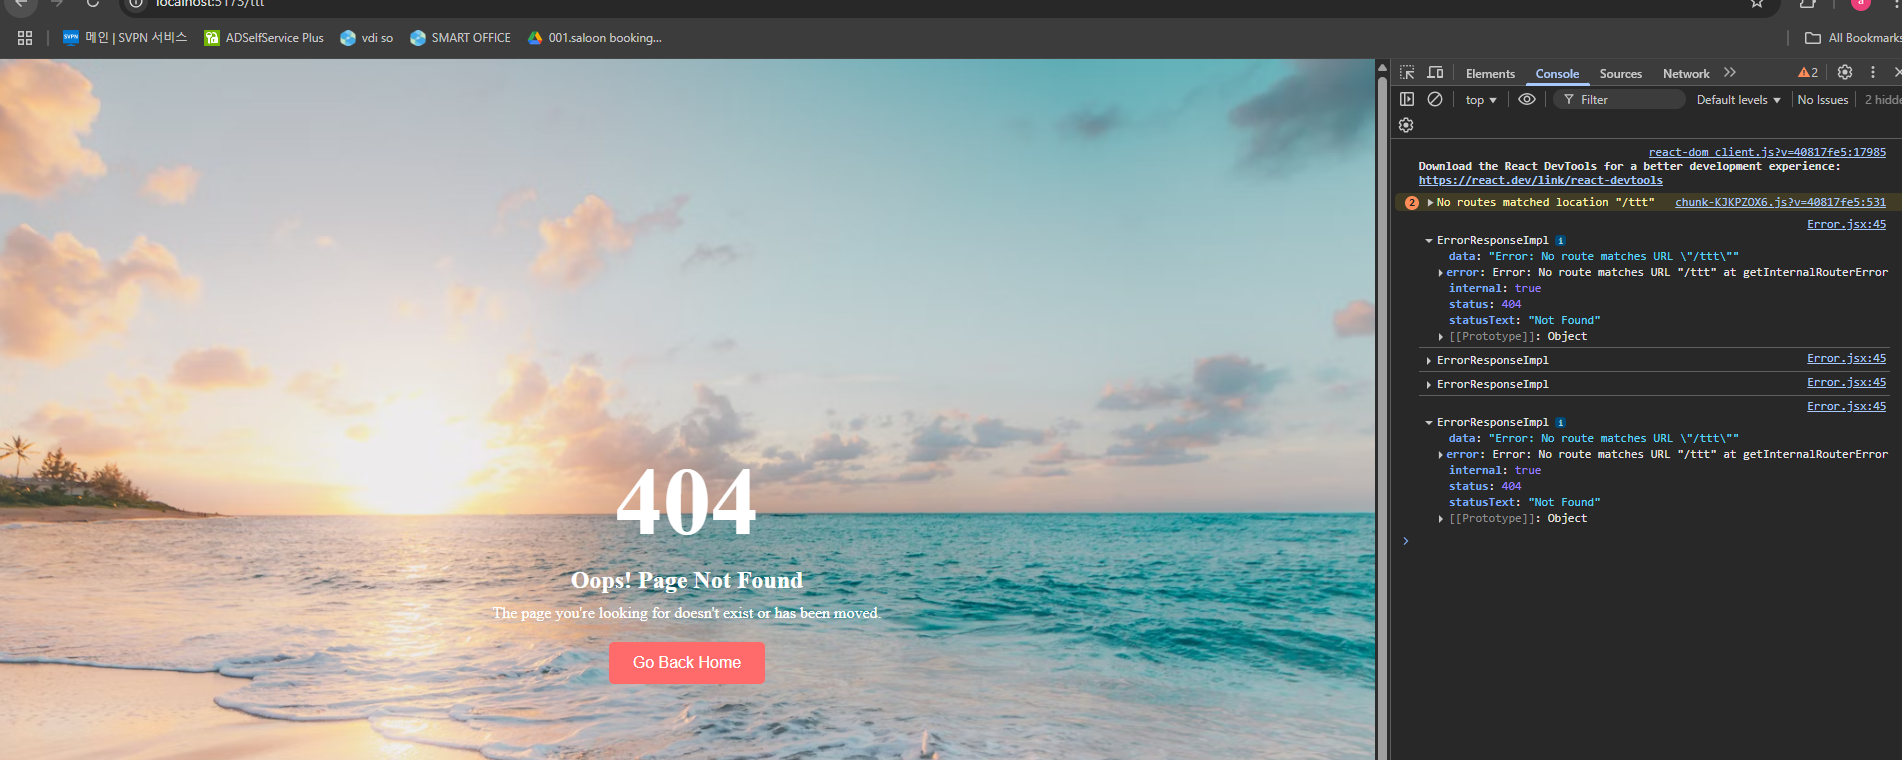 localhost:5173/ttt
a
메인 | SVPN 서비스
ADSelfService Plus
vdi so
SMART OFFICE
001.saloon booking...
All Bookmarks
404
Oops! Page Not Found
The page you're looking for doesn't exist or has been moved.
Go Back Home
Elements
Console
Sources
Network
2
top
Filter
Default levels
No Issues
2 hidde
react-dom client.js?v=40817fe5:17985
Download the React DevTools for a better development experience:
https://react.dev/link/react-devtools
2 No routes matched location "/ttt" chunk-KJKPZOX6.js?v=40817fe5:531
Error.jsx:45
ErrorResponseImpl i
data: "Error: No route matches URL \"/ttt\""
error: Error: No route matches URL "/ttt" at getInternalRouterError
internal: true
status: 404
statusText: "Not Found"
[[Prototype]]: Object
ErrorResponseImpl Error.jsx:45
ErrorResponseImpl Error.jsx:45
Error.jsx:45
ErrorResponseImpl i
data: "Error: No route matches URL \"/ttt\""
error: Error: No route matches URL "/ttt" at getInternalRouterError
internal: true
status: 404
statusText: "Not Found"
[[Prototype]]: Object